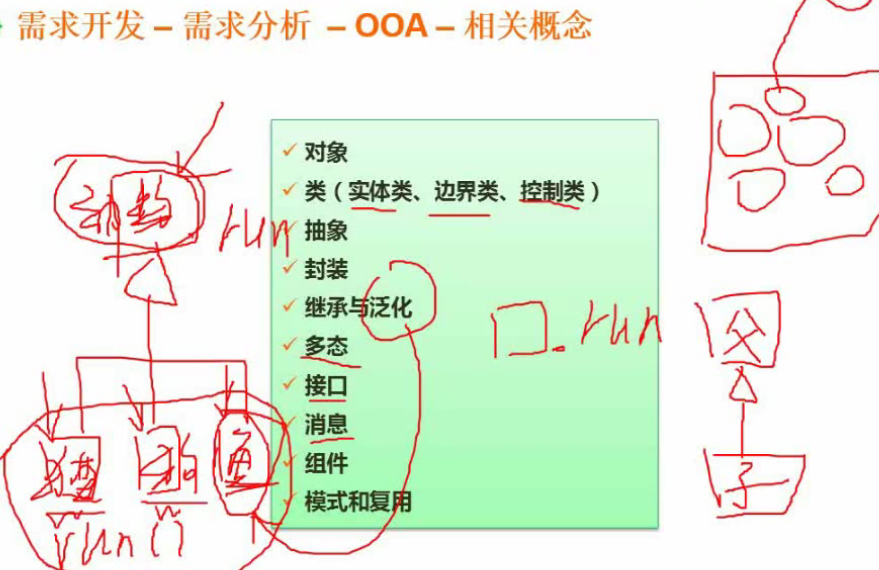 需求开发 – 需求分析 – OOA – 相关概念
对象
类（实体类、边界类、控制类）
抽象
封装
继承与泛化
多态
接口
消息
组件
模式和复用
动物
run
口.run
父
子
猪
鱼
run()